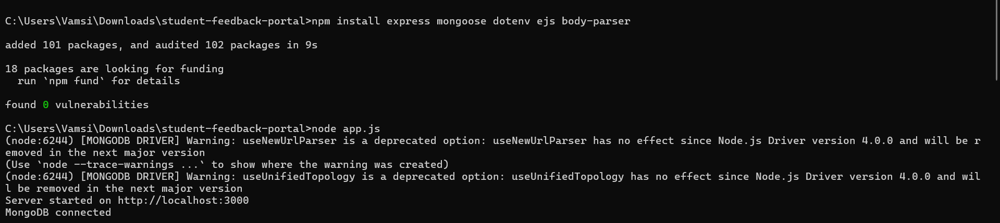 C:\Users\Vamsi\Downloads\student-feedback-portal>npm install express mongoose dotenv ejs body-parser
added 101 packages, and audited 102 packages in 9s
18 packages are looking for funding
  run `npm fund` for details
found 0 vulnerabilities
C:\Users\Vamsi\Downloads\student-feedback-portal>node app.js
(node:6244) [MONGODB DRIVER] Warning: useNewUrlParser is a deprecated option: useNewUrlParser has no effect since Node.js Driver version 4.0.0 and will be r
emoved in the next major version
(Use `node --trace-warnings ...` to show where the warning was created)
(node:6244) [MONGODB DRIVER] Warning: useUnifiedTopology is a deprecated option: useUnifiedTopology has no effect since Node.js Driver version 4.0.0 and wil
l be removed in the next major version
Server started on http://localhost:3000
MongoDB connected